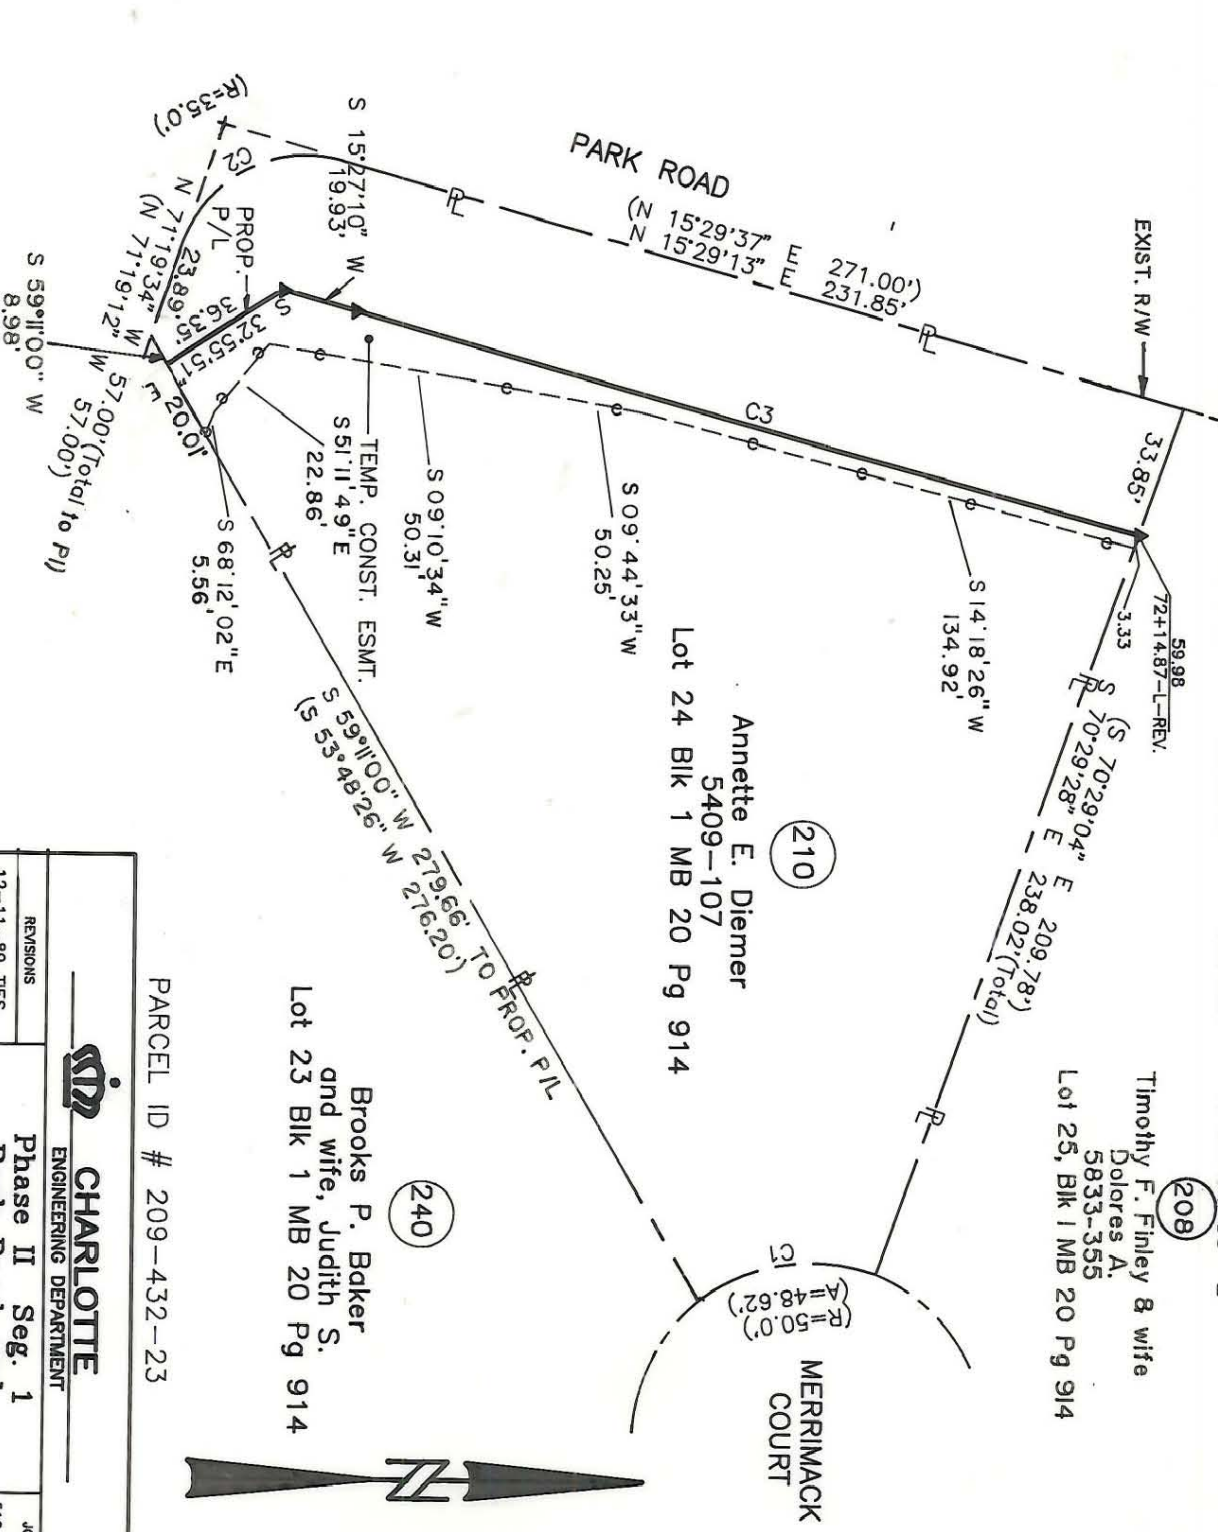 PARK ROAD
(N 15°29'37" E 271.00')
N 15°29'13" E 231.85'
EXIST. R/W
33.85'
59.98
72+14.87-L-REV.
3.33
(S 70°29'04" E 209.78')
S 70°29'28" E 238.02'(Total)
S 15°27'10" W
19.93'
(R=35.0')
C2
PROP.
P/L
N 71°19'34" W 57.00'(Total to PI)
(N 71°19'12" W 57.00')
23.89'
36.35'
S 32°55'51" E
20.01'
S 59°11'00" W
8.98'
C3
TEMP. CONST. ESMT.
S 51°11'49"E
22.86'
S 68°12'02"E
5.56'
S 09°10'34"W
50.31'
S 09°44'33"W
50.25'
S 14°18'26"W
134.92'
PL
PL
PL
PL
PL
PL
S 59°11'00" W 279.66' TO PROP. P/L
(S 53°48'26" W 276.20')
210
Annette E. Diemer
5409-107
Lot 24 Blk 1 MB 20 Pg 914
208
Timothy F. Finley & wife
Dolores A.
5833-355
Lot 25, Blk 1 MB 20 Pg 914
240
Brooks P. Baker
and wife, Judith S.
Lot 23 Blk 1 MB 20 Pg 914
C1
(R=50.0')
(A=48.62')
MERRIMACK
COURT
N
PARCEL ID # 209-432-23
CHARLOTTE
ENGINEERING DEPARTMENT
REVISIONS
Phase II Seg. 1